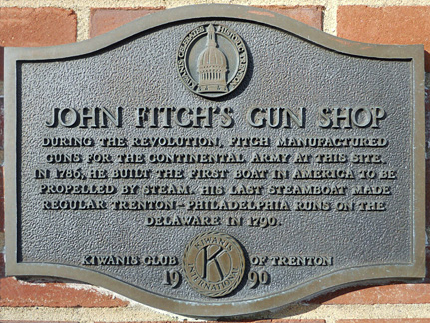 JOHN FITCH'S GUN SHOP
DURING THE REVOLUTION, FITCH MANUFACTURED
GUNS FOR THE CONTINENTAL ARMY AT THIS SITE.
IN 1786, HE BUILT THE FIRST BOAT IN AMERICA TO BE
PROPELLED BY STEAM. HIS LAST STEAMBOAT MADE
REGULAR TRENTON-PHILADELPHIA RUNS ON THE
DELAWARE IN 1790.
KIWANIS CLUB OF TRENTON
KIWANIS
K
INTERNATIONAL
1990